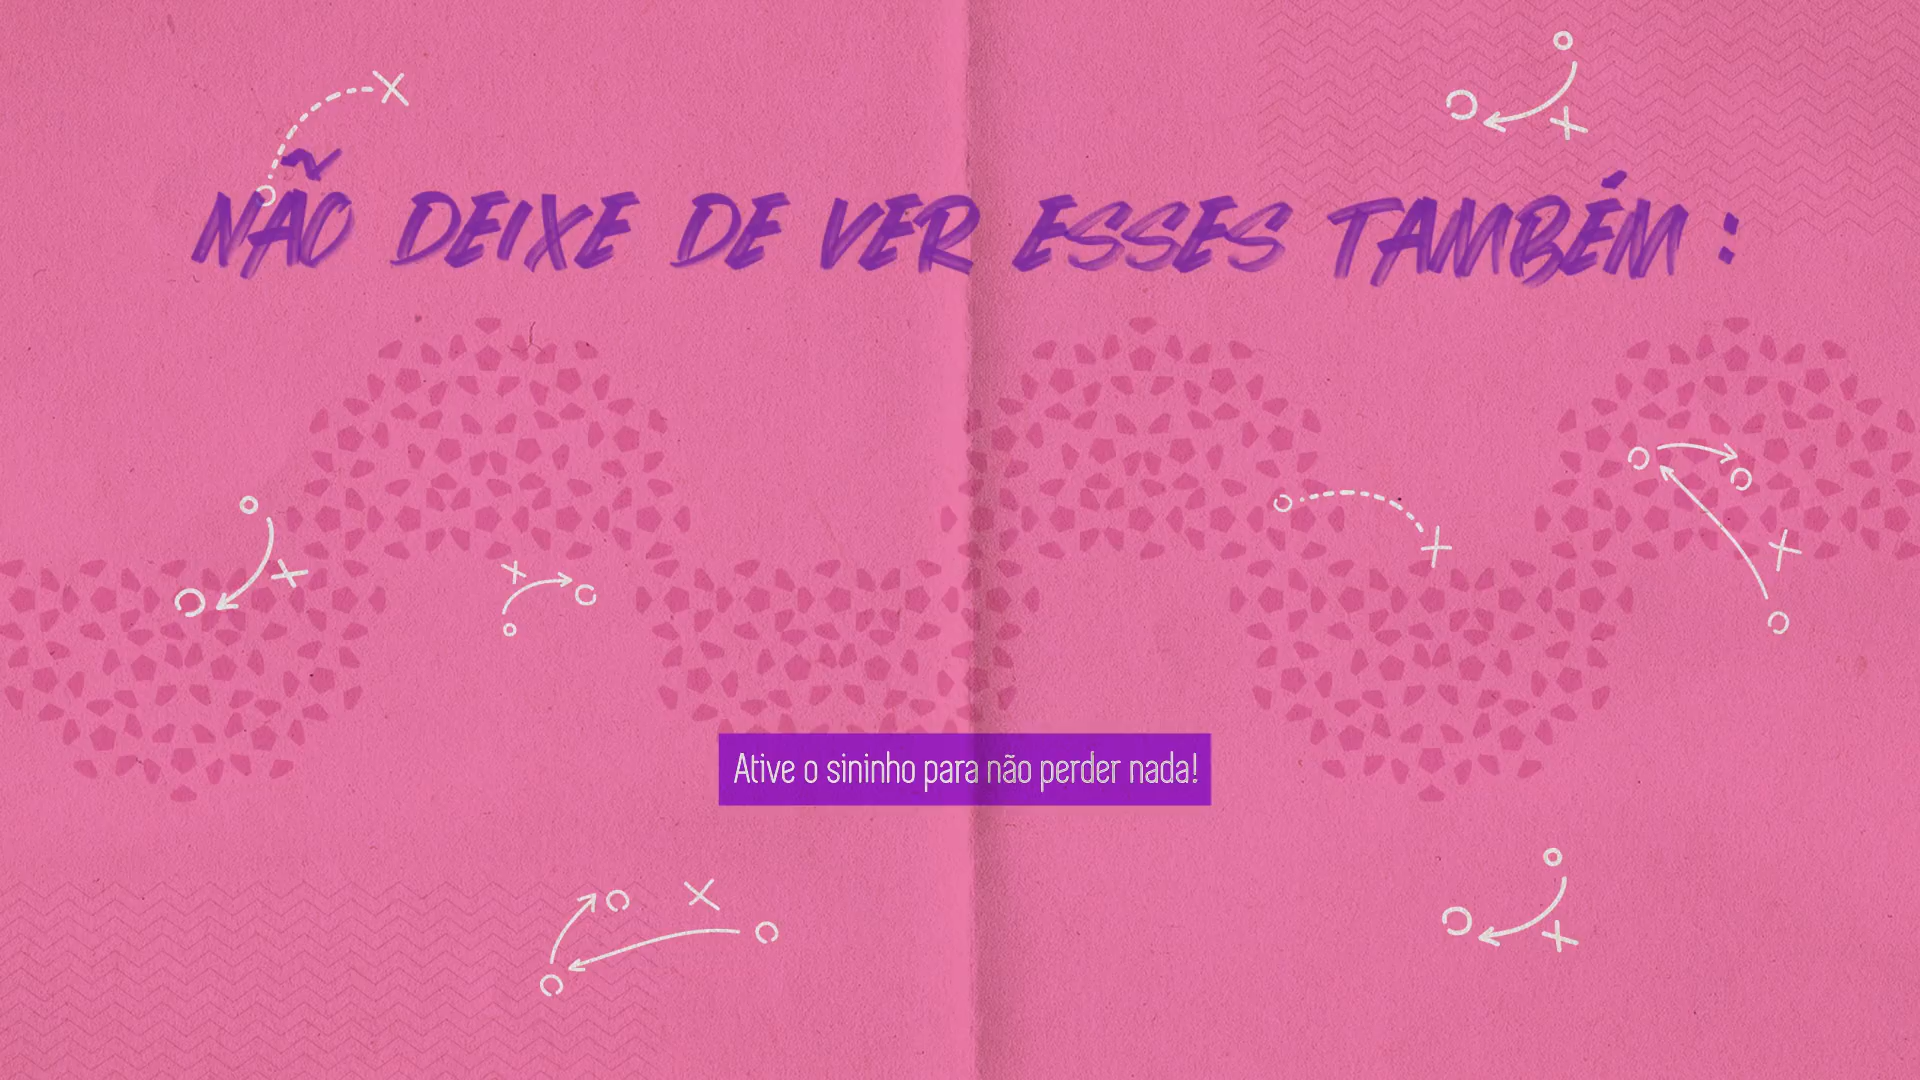 NÃO DEIXE DE VER ESSES TAMBÉM :
Ative o sininho para não perder nada!